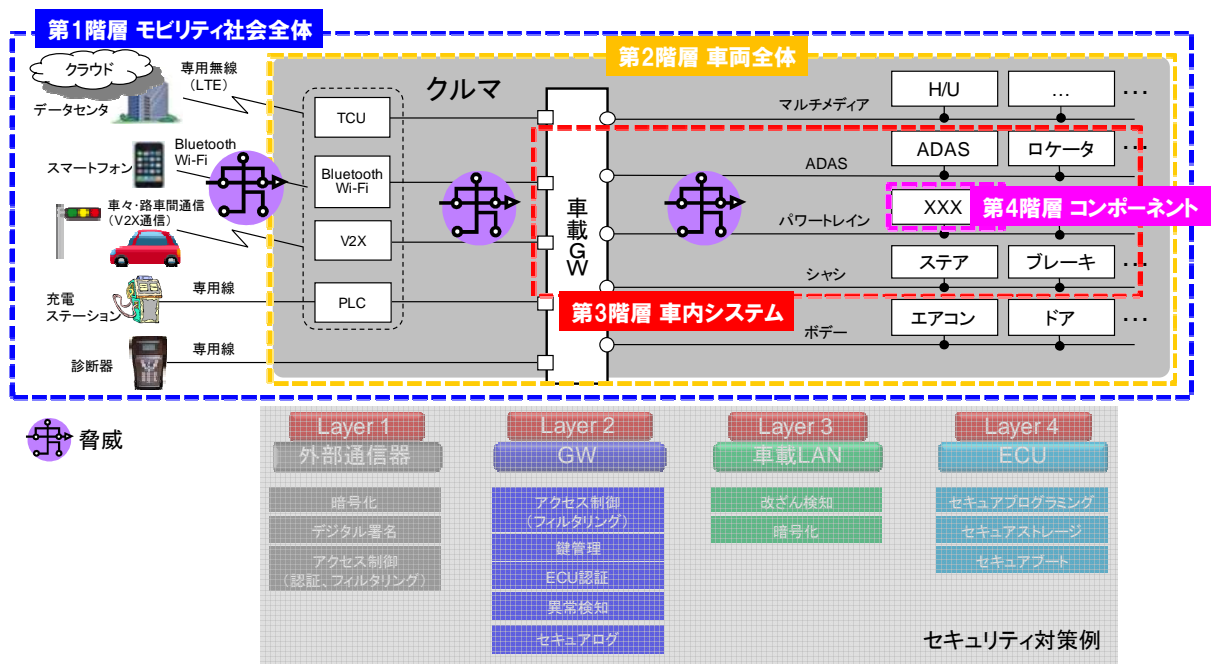 第1階層 モビリティ社会全体
第2階層 車両全体
クラウド
データセンタ
専用無線
（LTE）
スマートフォン
Bluetooth
Wi-Fi
車々・路車間通信
（V2X通信）
充電
ステーション
専用線
診断器
専用線
クルマ
TCU
Bluetooth
Wi-Fi
V2X
PLC
車載GW
マルチメディア
H/U
…
…
ADAS
ADAS
ロケータ
…
パワートレイン
XXX
第4階層 コンポーネント
シャシ
ステア
ブレーキ
…
第3階層 車内システム
ボデー
エアコン
ドア
…
脅威
Layer 1
外部通信器
暗号化
デジタル署名
アクセス制御
（認証、フィルタリング）
Layer 2
GW
アクセス制御
（フィルタリング）
鍵管理
ECU認証
異常検知
セキュアログ
Layer 3
車載LAN
改ざん検知
暗号化
Layer 4
ECU
セキュアプログラミング
セキュアストレージ
セキュアブート
セキュリティ対策例